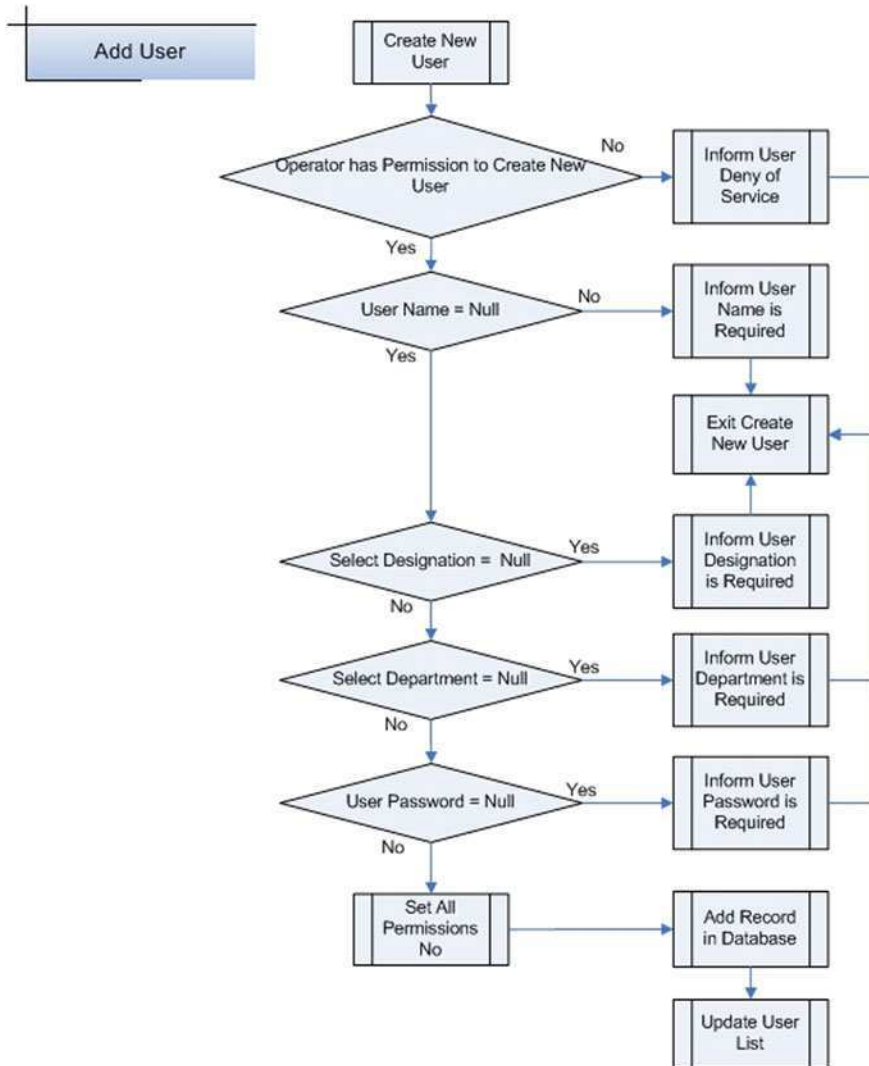 Add User
Create New
User
Operator has Permission to Create New
User
No
Inform User
Deny of
Service
Yes
User Name = Null
No
Inform User
Name is
Required
Yes
Exit Create
New User
Select Designation = Null
Yes
Inform User
Designation
is Required
No
Select Department = Null
Yes
Inform User
Department is
Required
No
User Password = Null
Yes
Inform User
Password is
Required
No
Set All
Permissions
No
Add Record
in Database
Update User
List